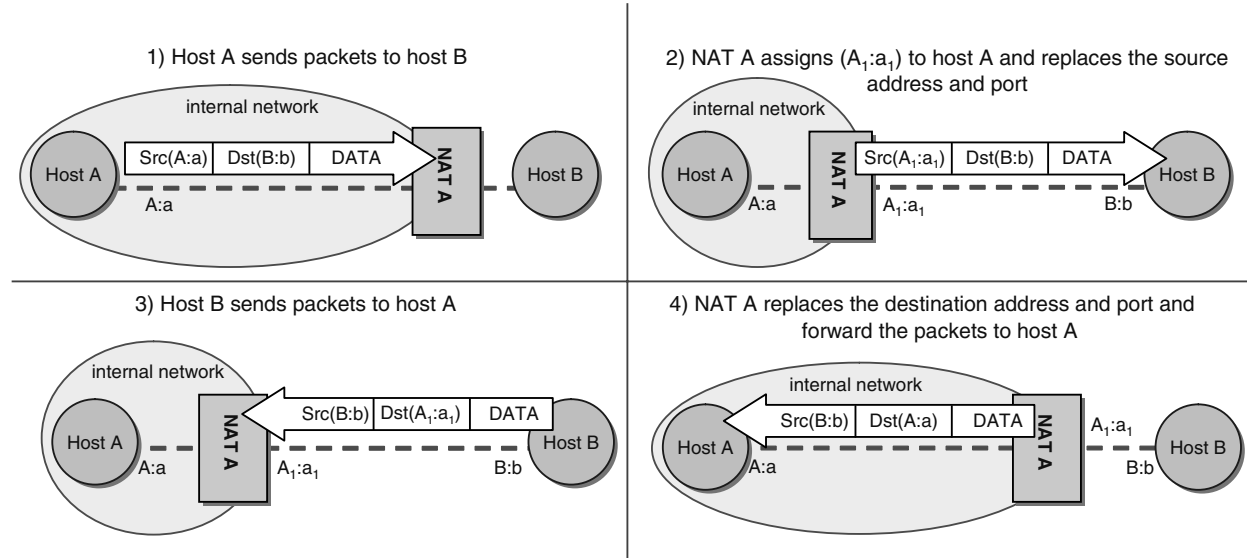 1) Host A sends packets to host B
internal network
Host A
Src(A:a) Dst(B:b) DATA
NAT A
Host B
A:a
2) NAT A assigns (A₁:a₁) to host A and replaces the source
address and port
internal network
Host A
NAT A
Src(A₁:a₁) Dst(B:b) DATA
Host B
A:a
A₁:a₁
B:b
3) Host B sends packets to host A
internal network
Host A
NAT A
Src(B:b) Dst(A₁:a₁) DATA
Host B
A:a
A₁:a₁
B:b
4) NAT A replaces the destination address and port and
forward the packets to host A
internal network
Host A
Src(B:b) Dst(A:a) DATA
NAT A
A₁:a₁
Host B
A:a
B:b